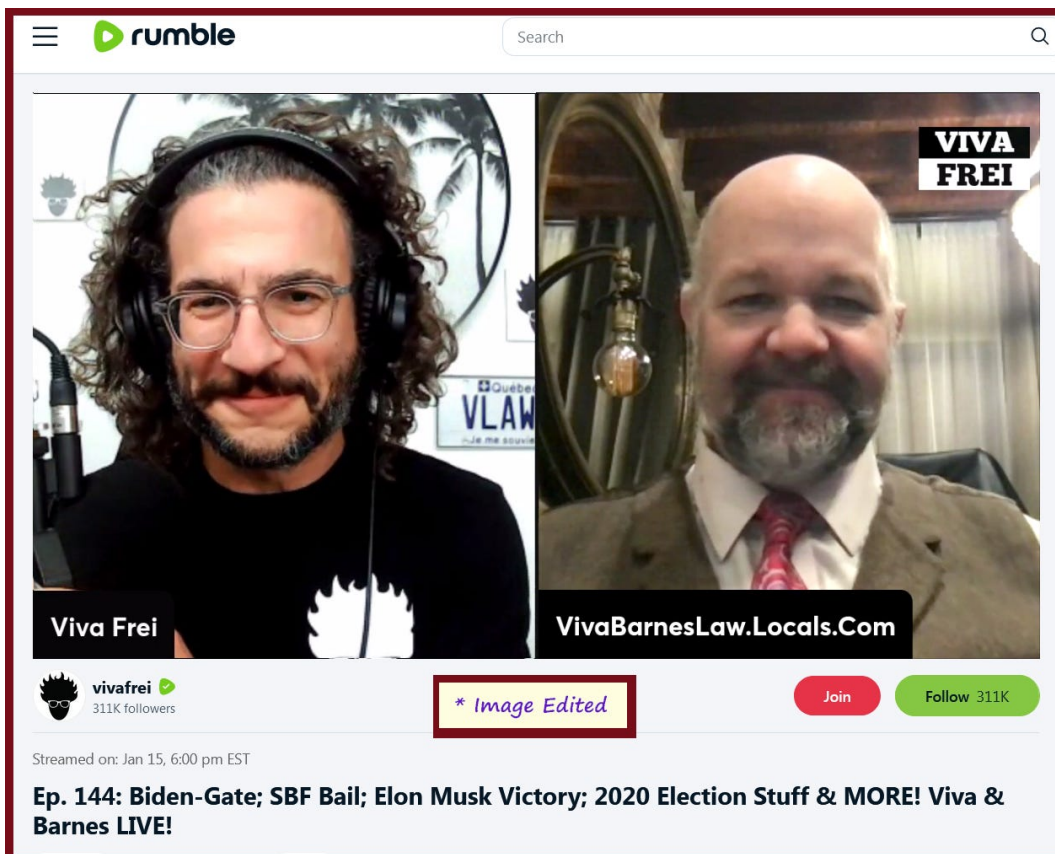 rumble
Search
VIVA
FREI
Québec
VLAW
Je me souvie
Viva Frei
VivaBarnesLaw.Locals.Com
vivafrei
311K followers
* Image Edited
Join
Follow 311K
Streamed on: Jan 15, 6:00 pm EST
Ep. 144: Biden-Gate; SBF Bail; Elon Musk Victory; 2020 Election Stuff & MORE! Viva &
Barnes LIVE!